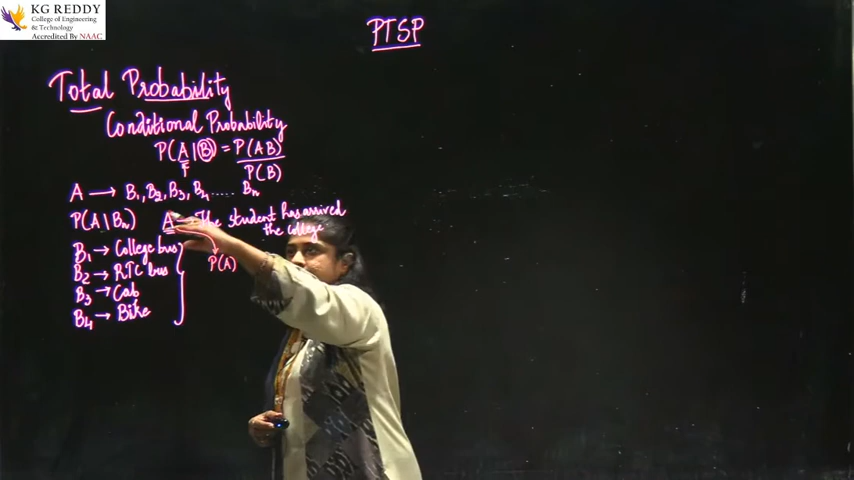 KG REDDY
College of Engineering
& Technology
Accredited By NAAC
PTSP
Total Probability
Conditional Probability
P(A|B) = P(AB)
P(B)
A → B₁, B₂, B₃, B₄ ..... Bₙ
P(A|Bₙ) A → The student has arrived
the college
B₁ → College bus
B₂ → RTC bus
P(A)
B₃ → Cab
B₄ → Bike